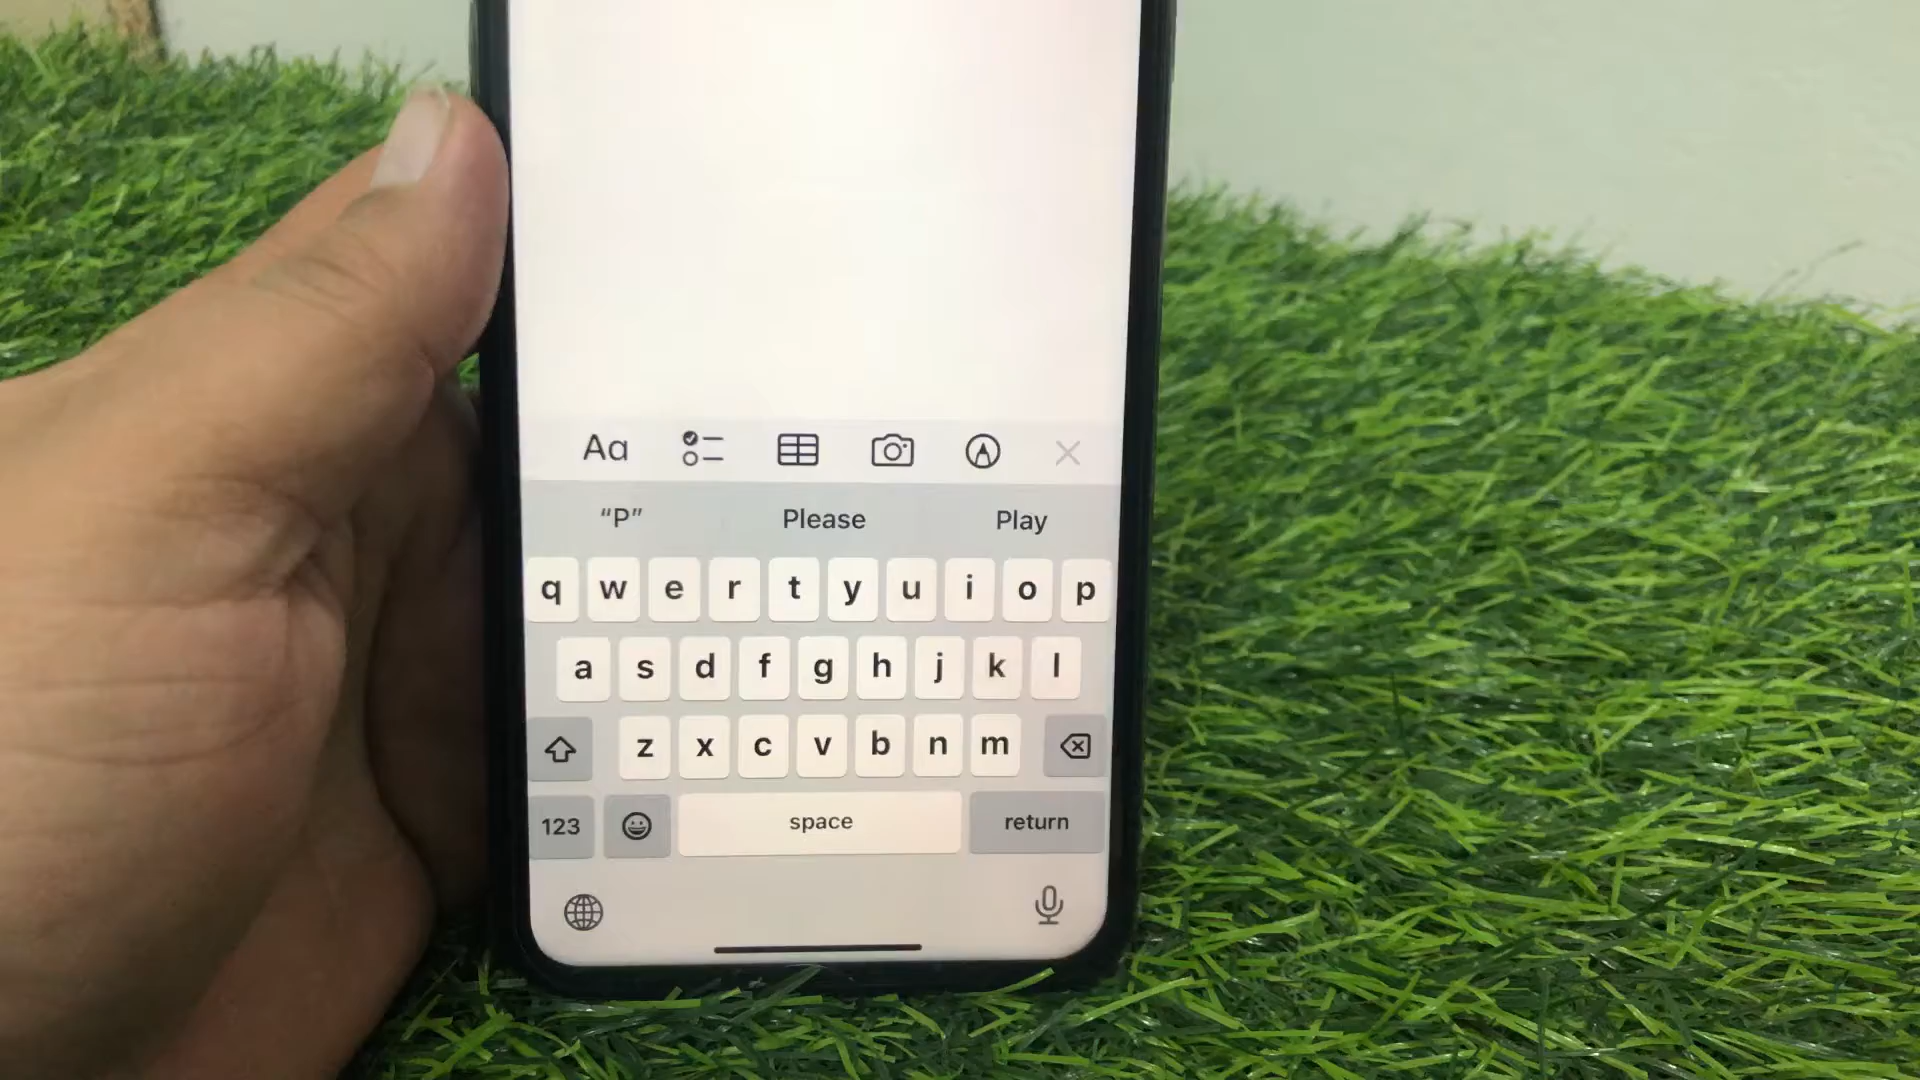 Aa
“P” Please Play
q w e r t y u i o p
a s d f g h j k l
z x c v b n m
123 space return